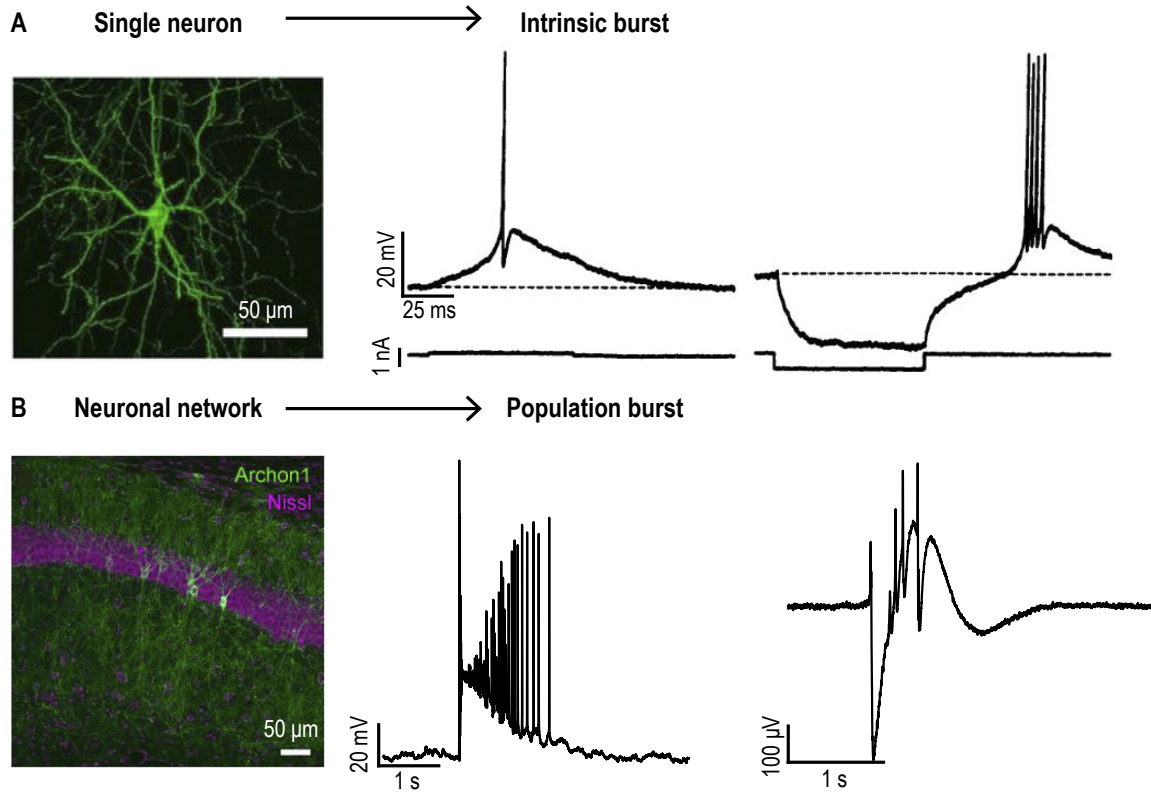 A Single neuron Intrinsic burst
50 µm
20 mV
25 ms
1 nA
B Neuronal network Population burst
Archon1
Nissl
50 µm
20 mV
1 s
100 µV
1 s